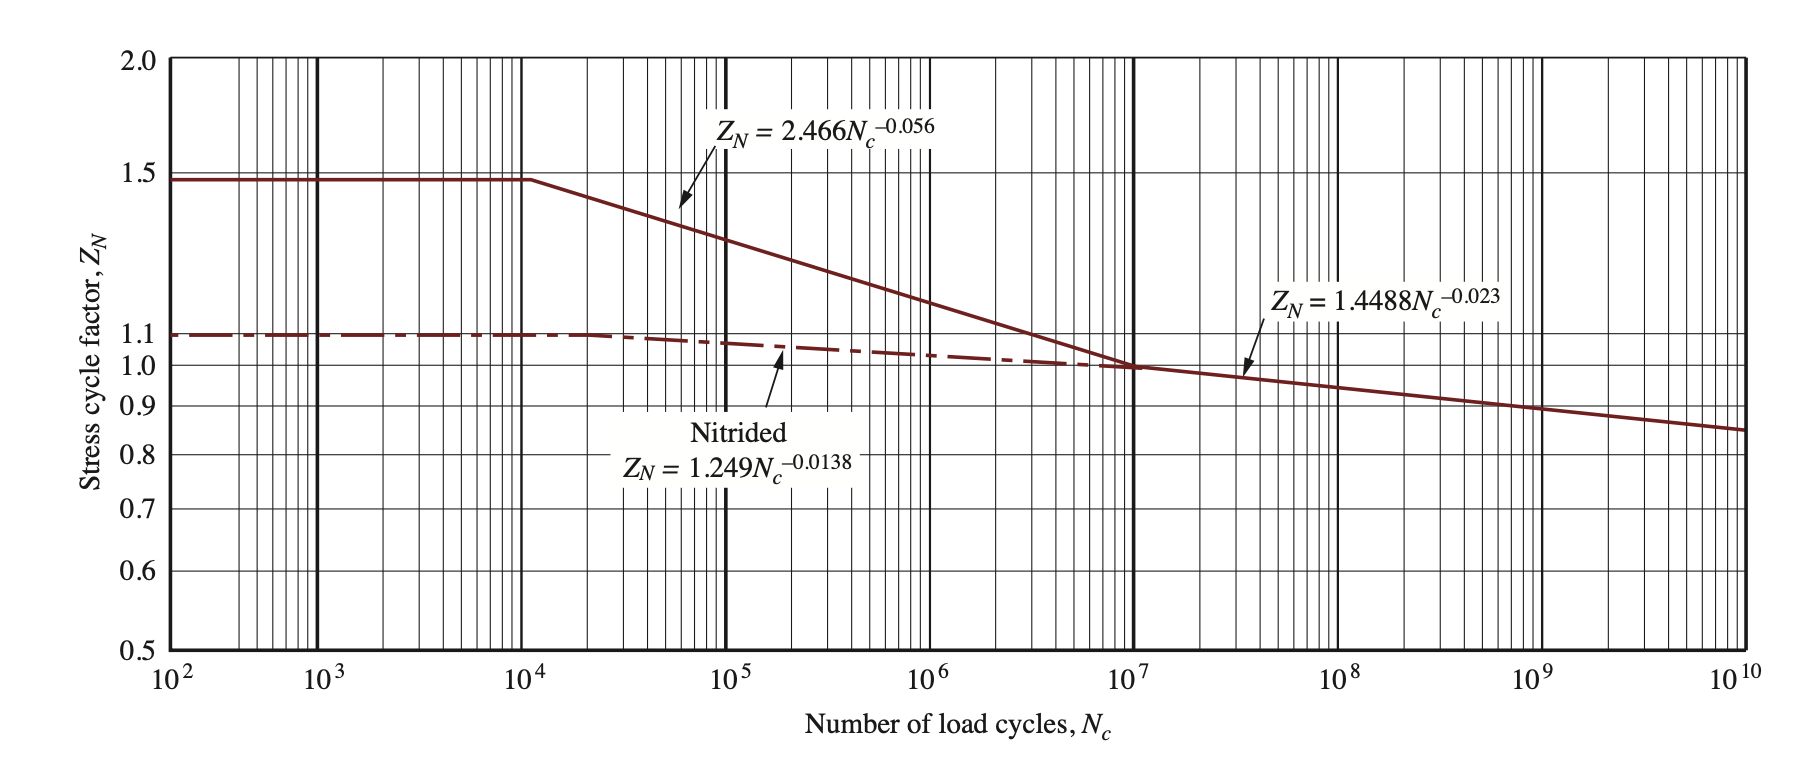 2.0
Z_N = 2.466N_c^–0.056
1.5
Z_N = 1.4488N_c^–0.023
1.1
1.0
0.9
Nitrided
Z_N = 1.249N_c^–0.0138
0.8
0.7
0.6
0.5
Stress cycle factor, Z_N
10^2 10^3 10^4 10^5 10^6 10^7 10^8 10^9 10^10
Number of load cycles, N_c